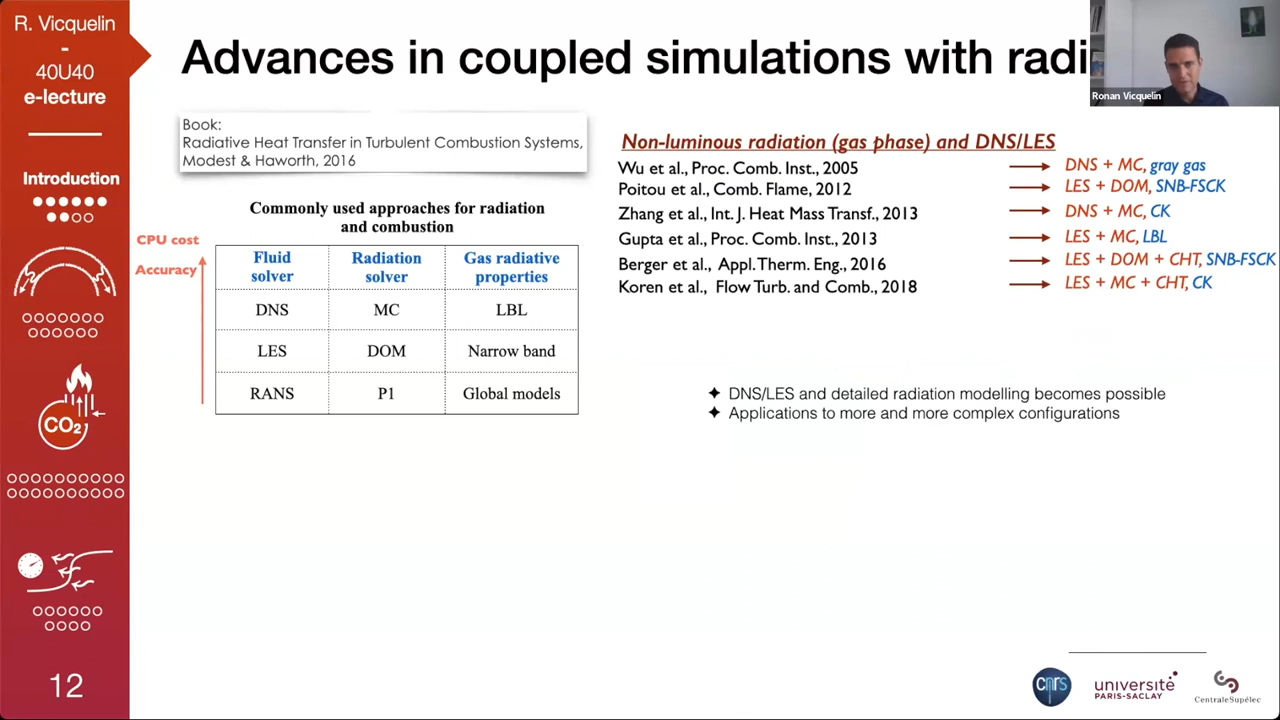 R. Vicquelin
-
40U40
e-lecture
Introduction
CO2
12
Advances in coupled simulations with radi
Ronan Vicquelin
Book:
Radiative Heat Transfer in Turbulent Combustion Systems,
Modest & Haworth, 2016
Commonly used approaches for radiation
and combustion
CPU cost
Accuracy
Fluid solver Radiation solver Gas radiative properties
DNS MC LBL
LES DOM Narrow band
RANS P1 Global models
Non-luminous radiation (gas phase) and DNS/LES
Wu et al., Proc. Comb. Inst., 2005 DNS + MC, gray gas
Poitou et al., Comb. Flame, 2012 LES + DOM, SNB-FSCK
Zhang et al., Int. J. Heat Mass Transf., 2013 DNS + MC, CK
Gupta et al., Proc. Comb. Inst., 2013 LES + MC, LBL
Berger et al., Appl. Therm. Eng., 2016 LES + DOM + CHT, SNB-FSCK
Koren et al., Flow Turb. and Comb., 2018 LES + MC + CHT, CK
✦ DNS/LES and detailed radiation modelling becomes possible
✦ Applications to more and more complex configurations
cnrs
université
PARIS-SACLAY
CentraleSupélec